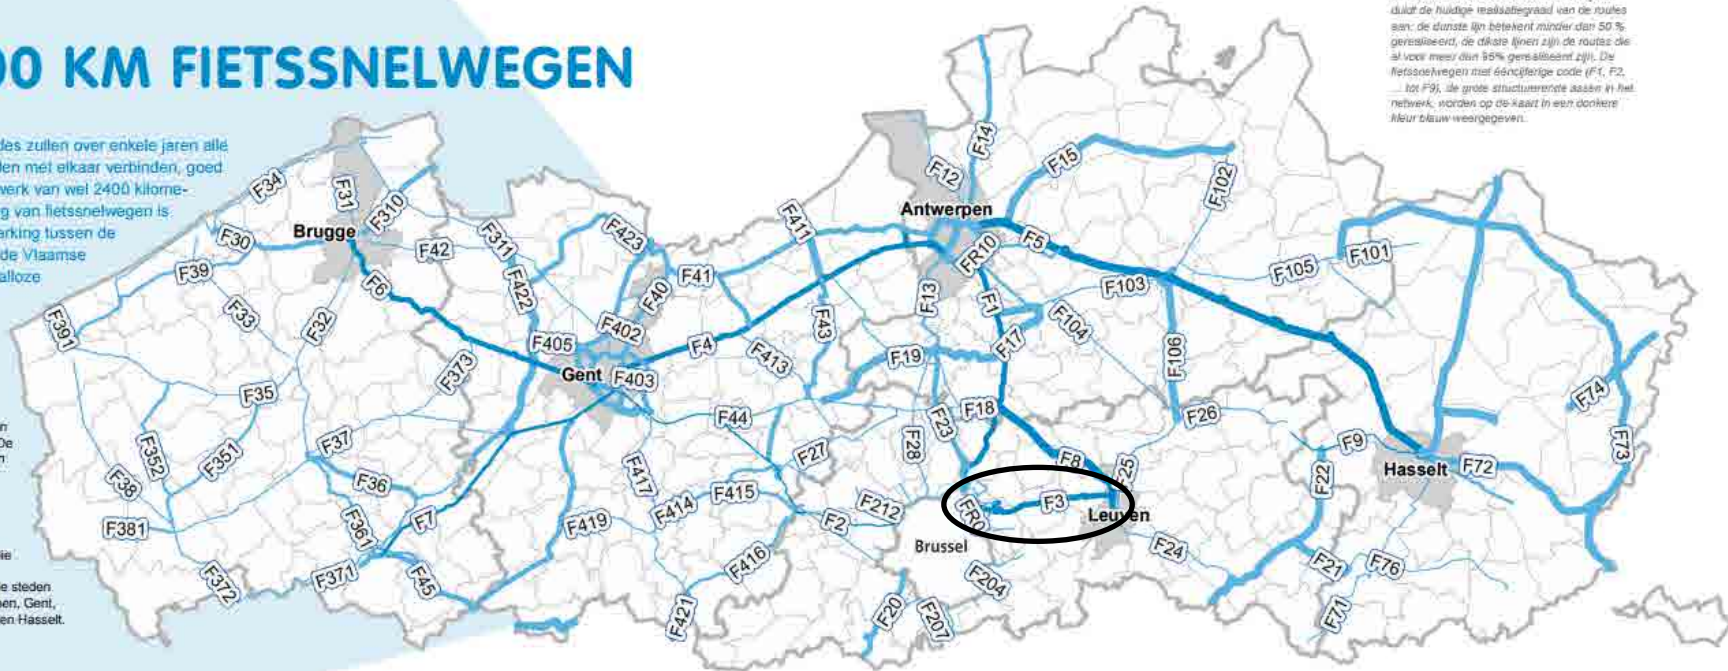 00 KM FIETSSNELWEGEN
des zullen over enkele jaren alle
den met elkaar verbinden, goed
werk van wel 2400 kilome-
g van fietssnelwegen is
arking tussen de
de Vlaamse
alloze
duidt de huidige realisatiegraad van de routes
aan: de dunste lijn betekent minder dan 50 %
gerealiseerd, de dikste lijnen zijn de routes die
al voor meer dan 95% gerealiseerd zijn. De
fietssnelwegen met ééncijferige code (F1, F2,
... tot F9), de grote structurerende assen in het
netwerk, worden op de kaart in een donkere
kleur blauw weergegeven.
n
De
n
ie
e steden
en, Gent,
en Hasselt.
F34
F31
F310
Brugge
F30
F39
F42
F311
F423
F411
F12
F14
F15
F102
Antwerpen
FR10
F5
F6
F422
F41
F40
F13
F1
F103
F105
F101
F391
F33
F32
F405
F402
F4
F43
F413
F17
F104
F106
F19
F373
Gent
F403
F35
F44
F18
F23
F26
F74
F37
F352
F351
F27
F28
F8
F25
F9
F73
F38
F36
F417
F415
F414
F22
Hasselt
F72
F381
F7
F361
F419
F2
F212
FR0
F3
Leuven
Brussel
F24
F372
F371
F45
F416
F421
F20
F204
F207
F21
F76
F71